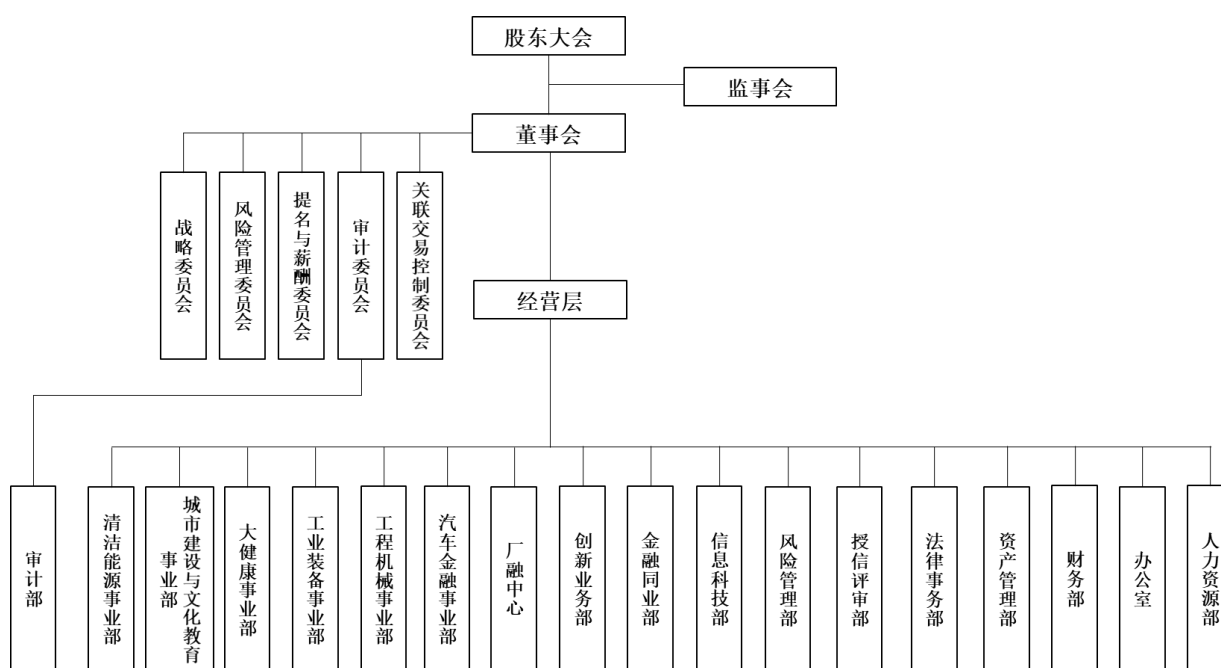 股东大会
监事会
董事会
战略委员会
风险管理委员会
提名与薪酬委员会
审计委员会
关联交易控制委员会
经营层
审计部
清洁能源事业部
城市建设与文化教育
事业部
大健康事业部
工业装备事业部
工程机械事业部
汽车金融事业部
厂融中心
创新业务部
金融同业部
信息科技部
风险管理部
授信评审部
法律事务部
资产管理部
财务部
办公室
人力资源部